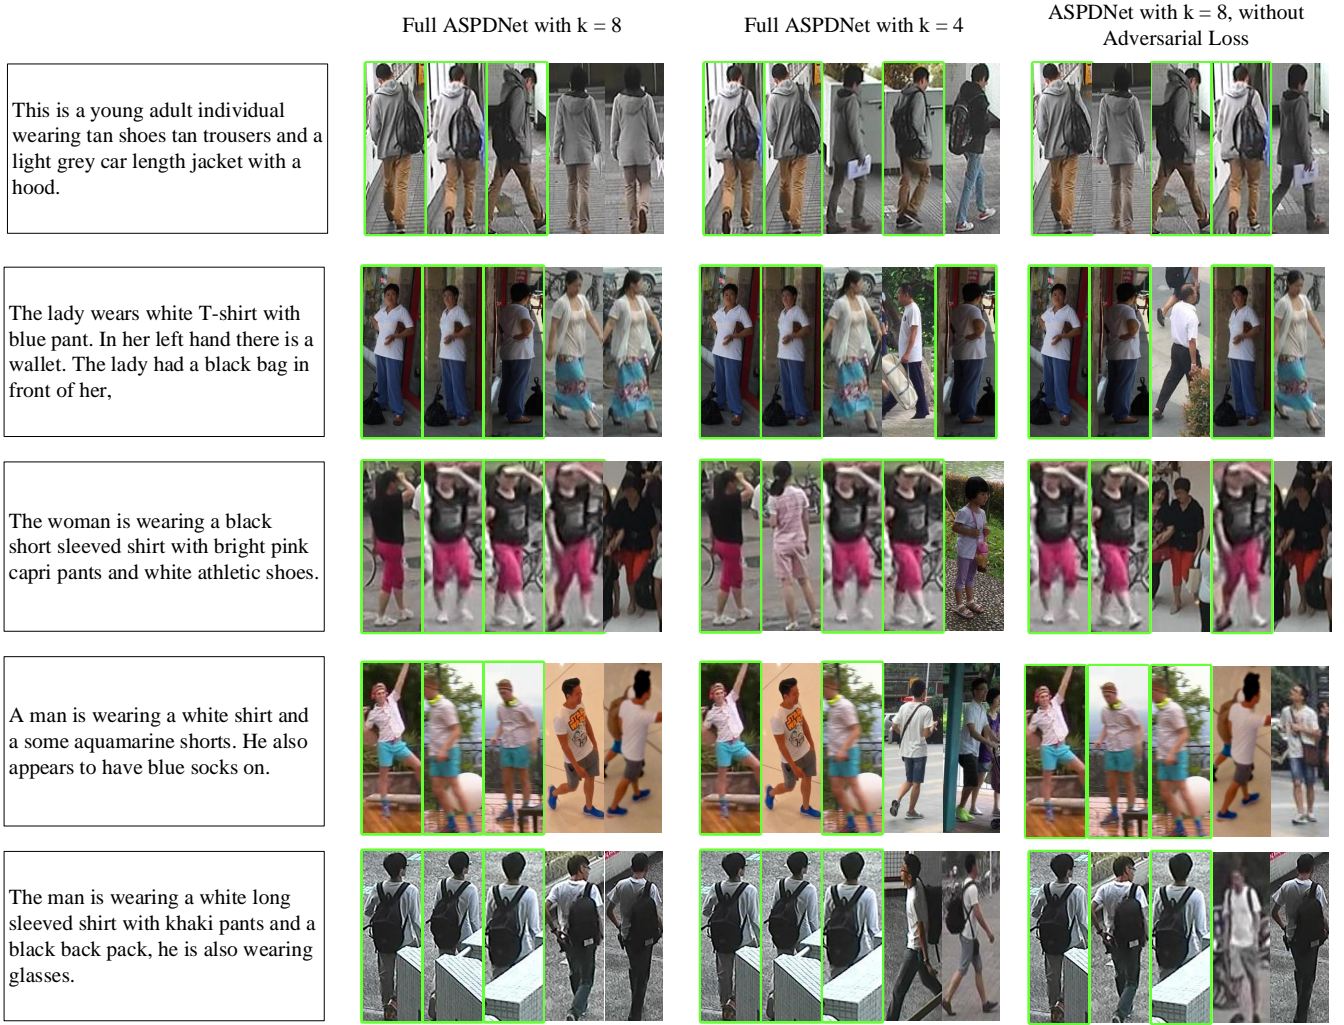 Full ASPDNet with k = 8
Full ASPDNet with k = 4
ASPDNet with k = 8, without
Adversarial Loss
This is a young adult individual
wearing tan shoes tan trousers and a
light grey car length jacket with a
hood.
The lady wears white T-shirt with
blue pant. In her left hand there is a
wallet. The lady had a black bag in
front of her,
The woman is wearing a black
short sleeved shirt with bright pink
capri pants and white athletic shoes.
A man is wearing a white shirt and
a some aquamarine shorts. He also
appears to have blue socks on.
The man is wearing a white long
sleeved shirt with khaki pants and a
black back pack, he is also wearing
glasses.